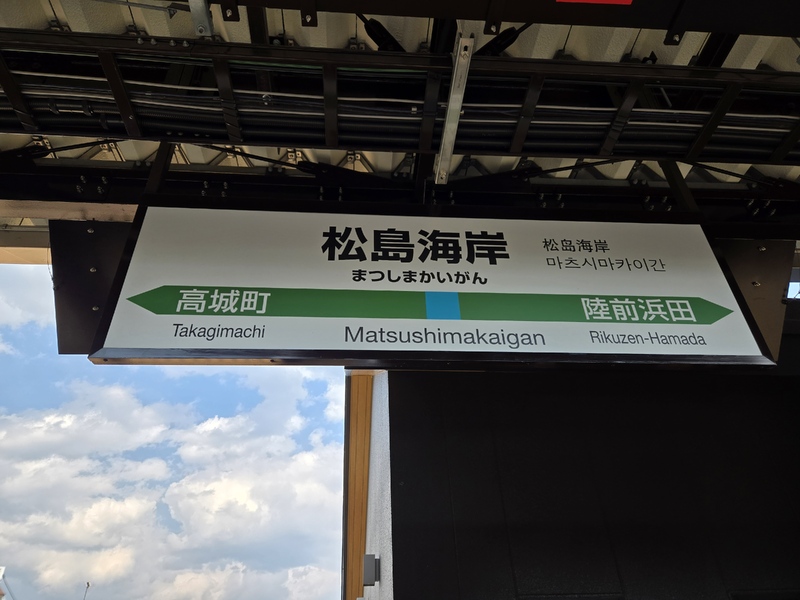 松島海岸
まつしまかいがん
松岛海岸
마츠시마카이간
高城町
陸前浜田
Takagimachi
Matsushimakaigan
Rikuzen-Hamada